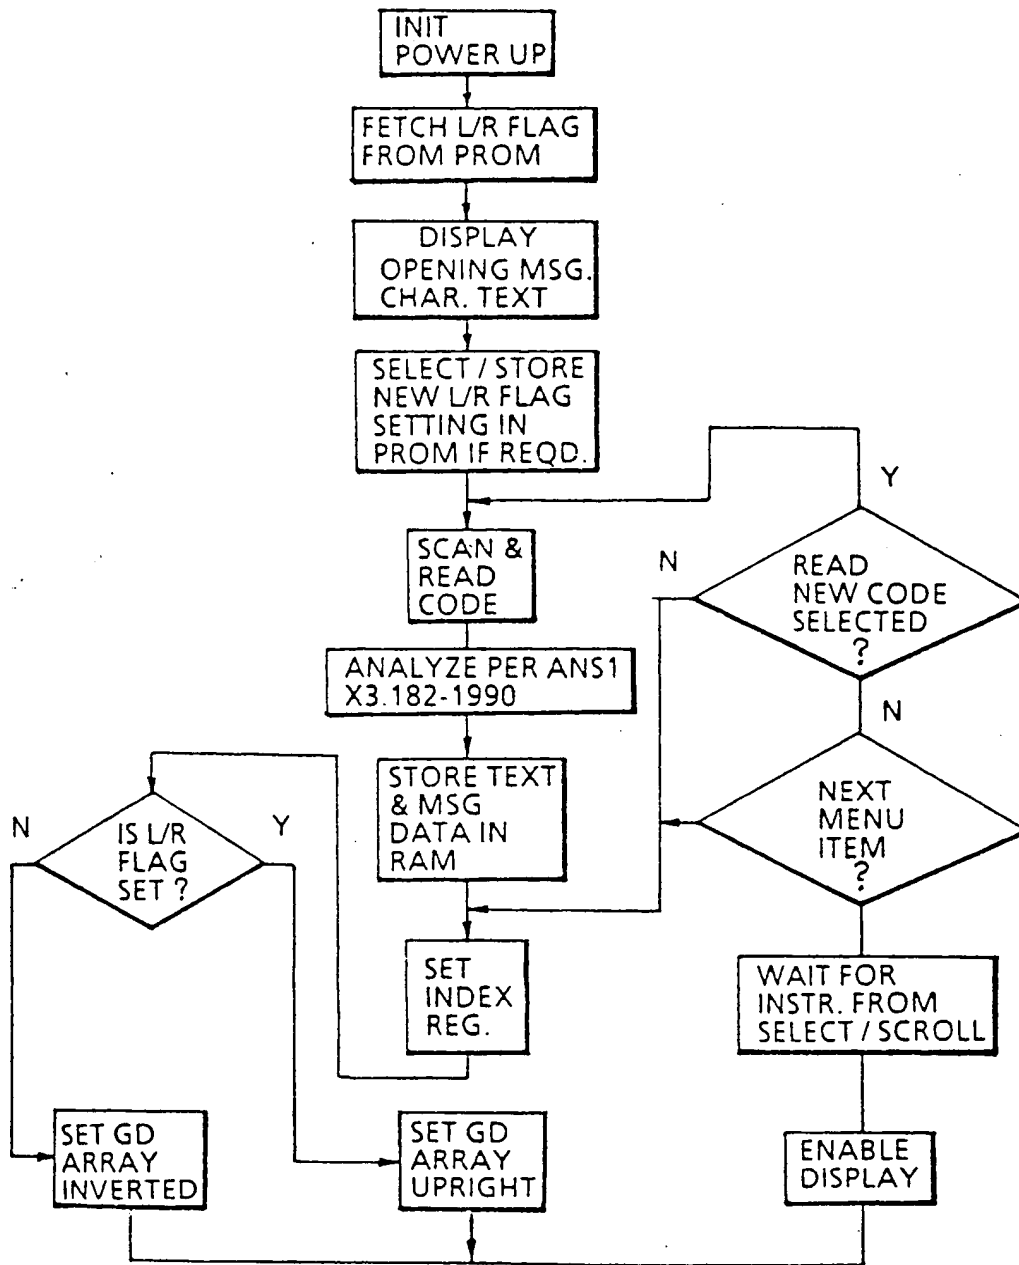 INIT
POWER UP
FETCH L/R FLAG
FROM PROM
DISPLAY
OPENING MSG.
CHAR. TEXT
SELECT / STORE
NEW L/R FLAG
SETTING IN
PROM IF REQD.
Y
SCAN &
READ
CODE
N
READ
NEW CODE
SELECTED
?
ANALYZE PER ANS1
X3.182-1990
N
STORE TEXT
& MSG
DATA IN
RAM
NEXT
MENU
ITEM
?
N
IS L/R
FLAG
SET ?
Y
SET
INDEX
REG.
WAIT FOR
INSTR. FROM
SELECT / SCROLL
SET GD
ARRAY
INVERTED
SET GD
ARRAY
UPRIGHT
ENABLE
DISPLAY